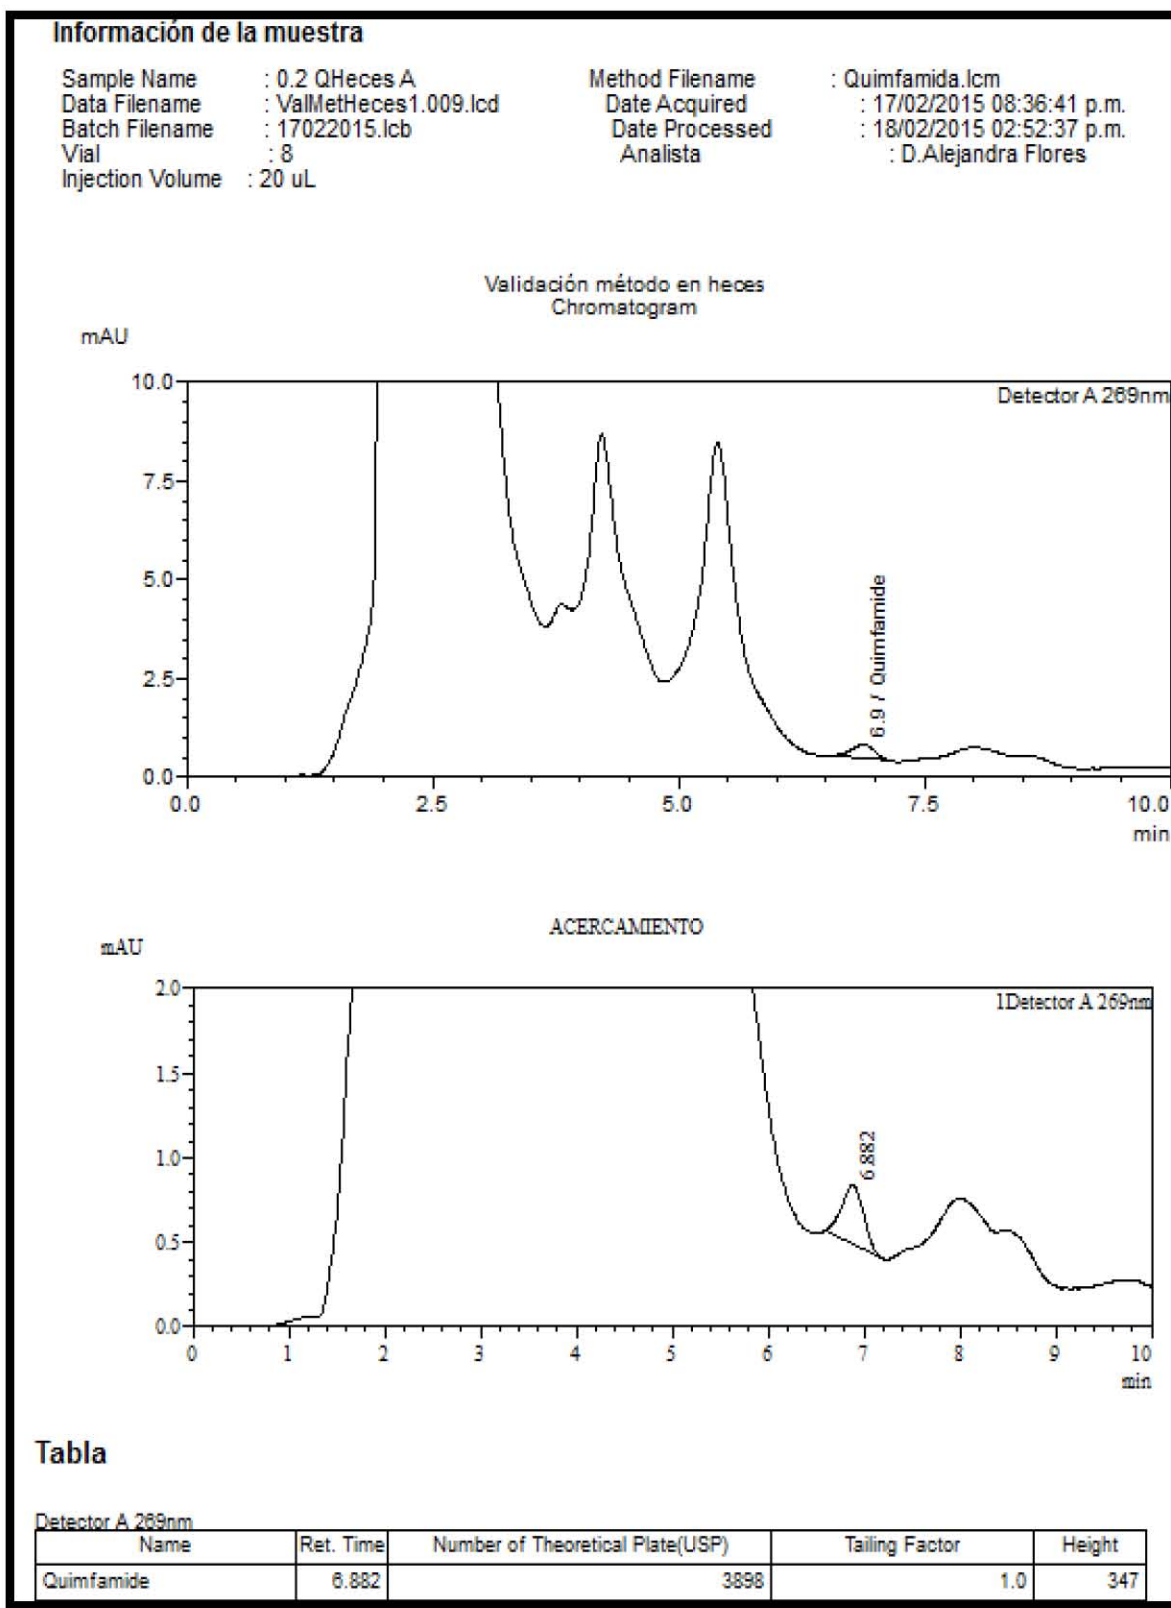 Información de la muestra
Sample Name : 0.2 QHeces A Method Filename : Quimfamida.lcm
Data Filename : ValMetHeces1.009.lcd Date Acquired : 17/02/2015 08:36:41 p.m.
Batch Filename : 17022015.lcb Date Processed : 18/02/2015 02:52:37 p.m.
Vial : 8 Analista : D.Alejandra Flores
Injection Volume : 20 uL
Validación método en heces
Chromatogram
mAU
Detector A 269nm
10.0
7.5
5.0
2.5
0.0
6.9 / Quimfamide
0.0 2.5 5.0 7.5 10.0
min
ACERCAMIENTO
mAU
1Detector A 269nm
2.0
1.5
1.0
0.5
0.0
6.882
0 1 2 3 4 5 6 7 8 9 10
min
Tabla
Detector A 269nm
Name Ret. Time Number of Theoretical Plate(USP) Tailing Factor Height
Quimfamide 6.882 3898 1.0 347